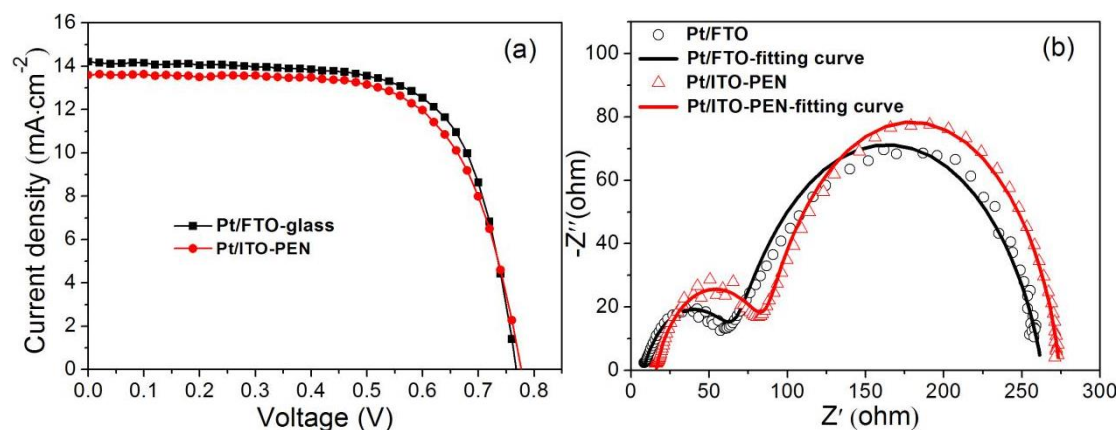 (a)
Current density (mA·cm⁻²)
16
14
12
10
8
6
4
2
0
Pt/FTO-glass
Pt/ITO-PEN
0.0 0.1 0.2 0.3 0.4 0.5 0.6 0.7 0.8
Voltage (V)
(b)
-Z″(ohm)
-100
-80
-60
-40
-20
0
Pt/FTO
Pt/FTO-fitting curve
Pt/ITO-PEN
Pt/ITO-PEN-fitting curve
0 50 100 150 200 250 300
Z′ (ohm)